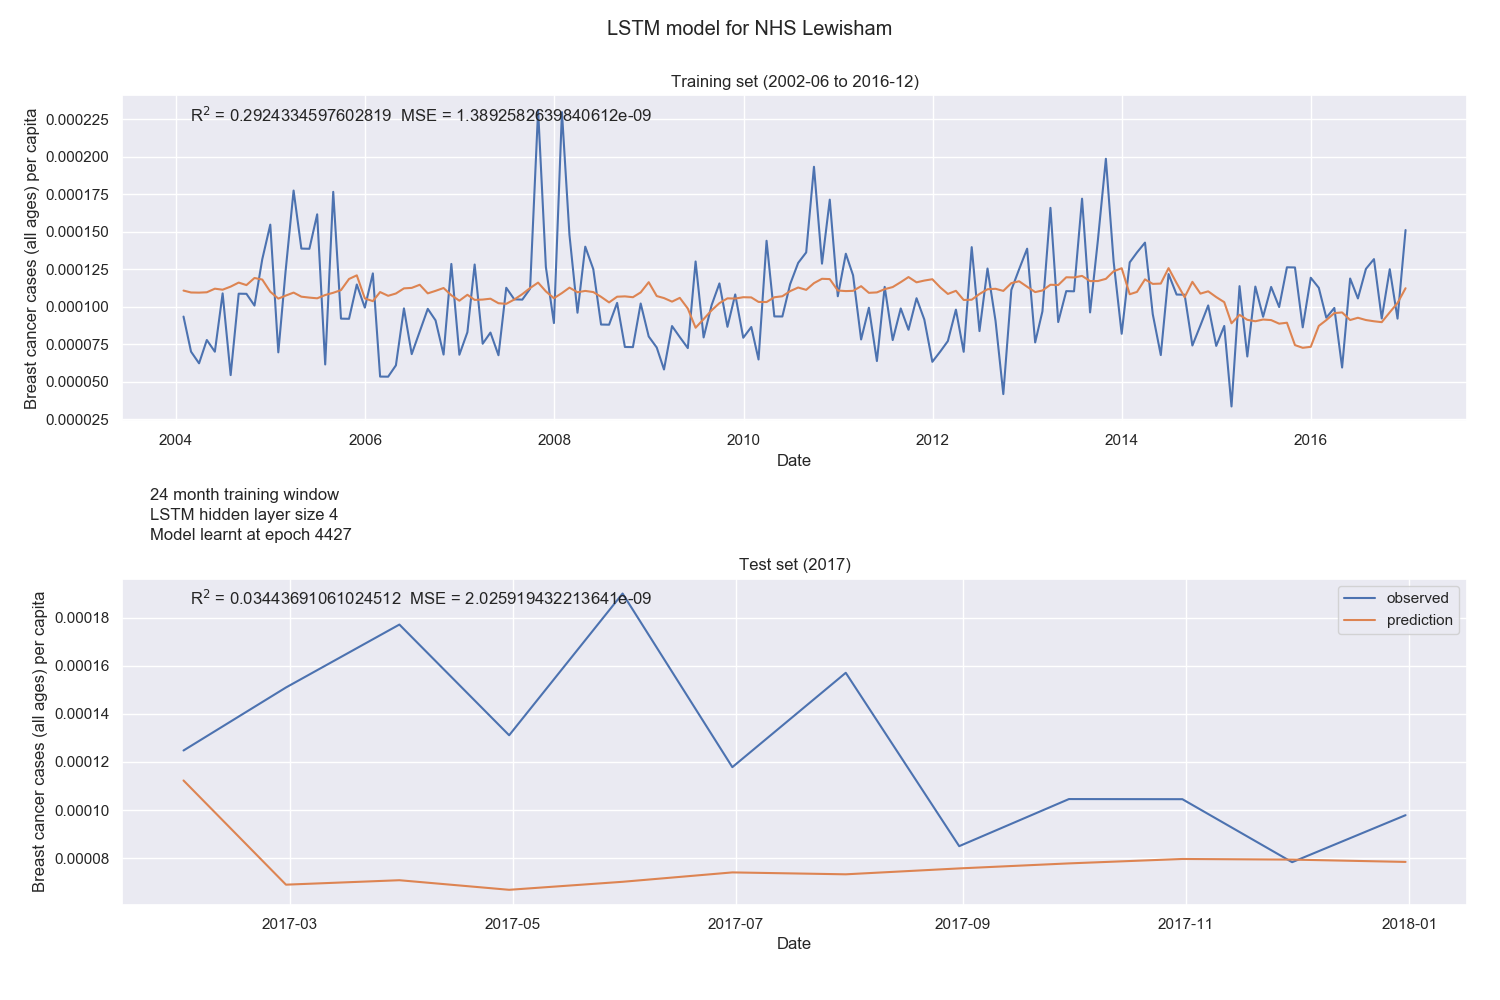 LSTM model for NHS Lewisham
Training set (2002-06 to 2016-12)
R2 = 0.2924334597602819 MSE = 1.3892582639840612e-09
Breast cancer cases (all ages) per capita
0.000225
0.000200
0.000175
0.000150
0.000125
0.000100
0.000075
0.000050
0.000025
2004 2006 2008 2010 2012 2014 2016
Date
24 month training window
LSTM hidden layer size 4
Model learnt at epoch 4427
Test set (2017)
R2 = 0.03443691061024512 MSE = 2.0259194322213641e-09
observed
prediction
Breast cancer cases (all ages) per capita
0.00018
0.00016
0.00014
0.00012
0.00010
0.00008
2017-03 2017-05 2017-07 2017-09 2017-11 2018-01
Date